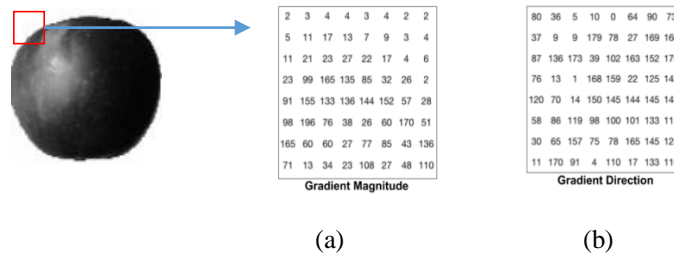 2 3 4 4 3 4 2 2
5 11 17 13 7 9 3 4
11 21 23 27 22 17 4 6
23 99 165 135 85 32 26 2
91 155 133 136 144 152 57 28
98 196 76 38 26 60 170 51
165 60 60 27 77 85 43 136
71 13 34 23 108 27 48 110
Gradient Magnitude
(a)
80 36 5 10 0 64 90
37 9 9 179 78 27 169
87 136 173 39 102 163 152
76 13 1 168 159 22 125
120 70 14 150 145 144 145
58 86 119 98 100 101 133
30 65 157 75 78 165 145
11 170 91 4 110 17 133
Gradient Direction
(b)